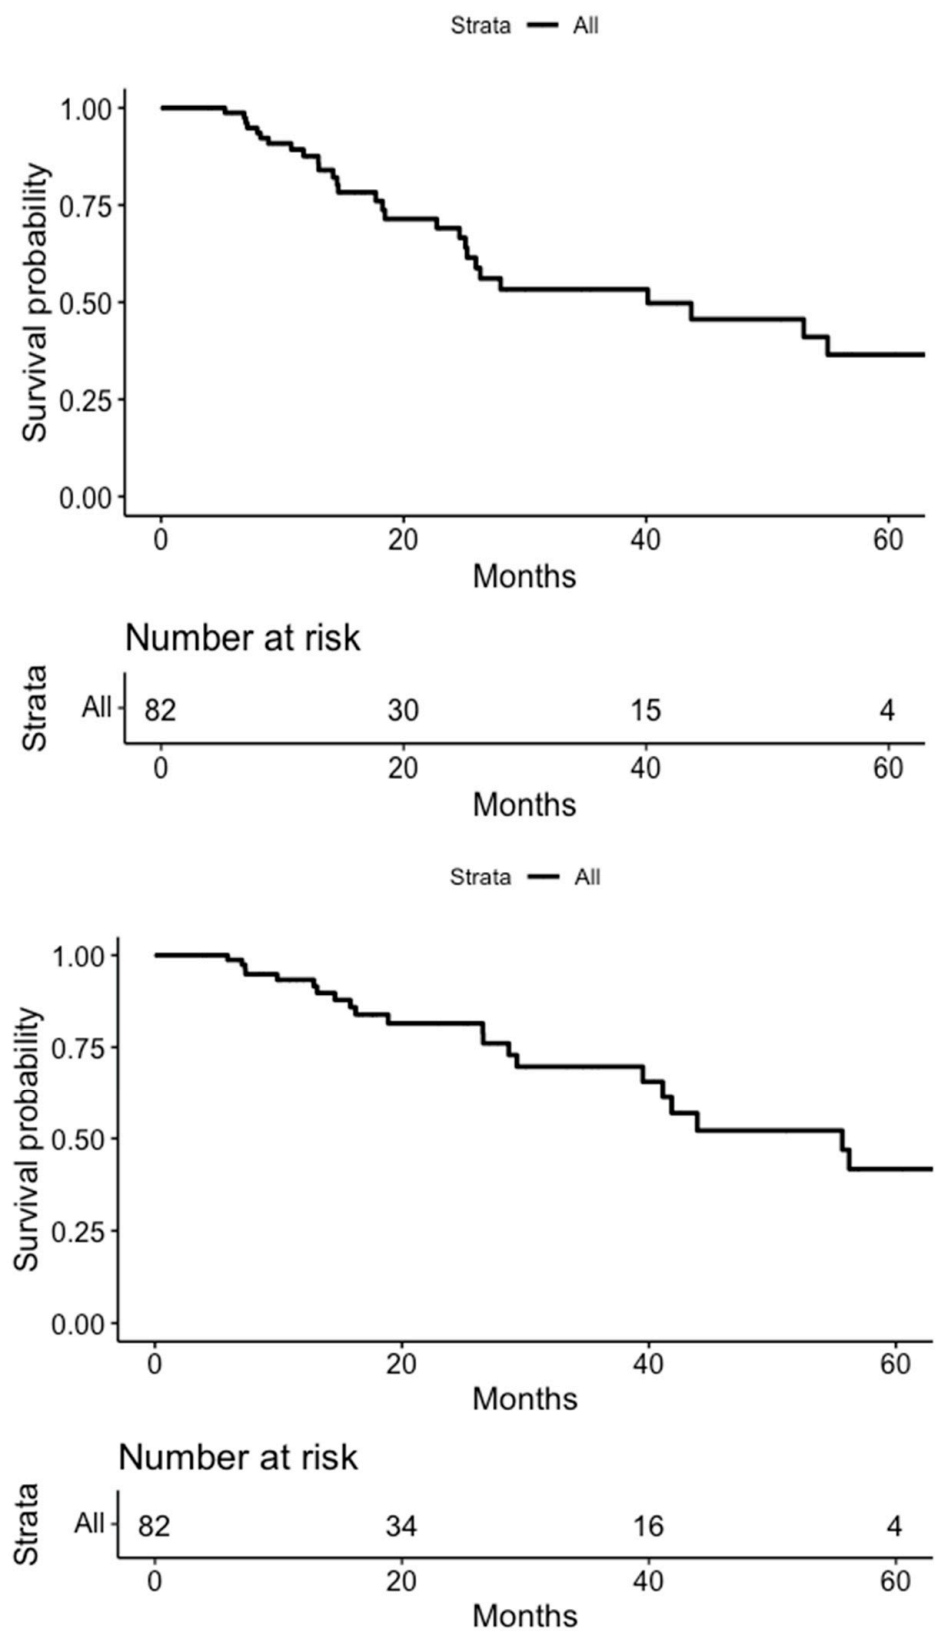 Strata All
Survival probability
1.00
0.75
0.50
0.25
0.00
0 20 40 60
Months
Number at risk
Strata
All 82 30 15 4
0 20 40 60
Months
Strata All
Survival probability
1.00
0.75
0.50
0.25
0.00
0 20 40 60
Months
Number at risk
Strata
All 82 34 16 4
0 20 40 60
Months